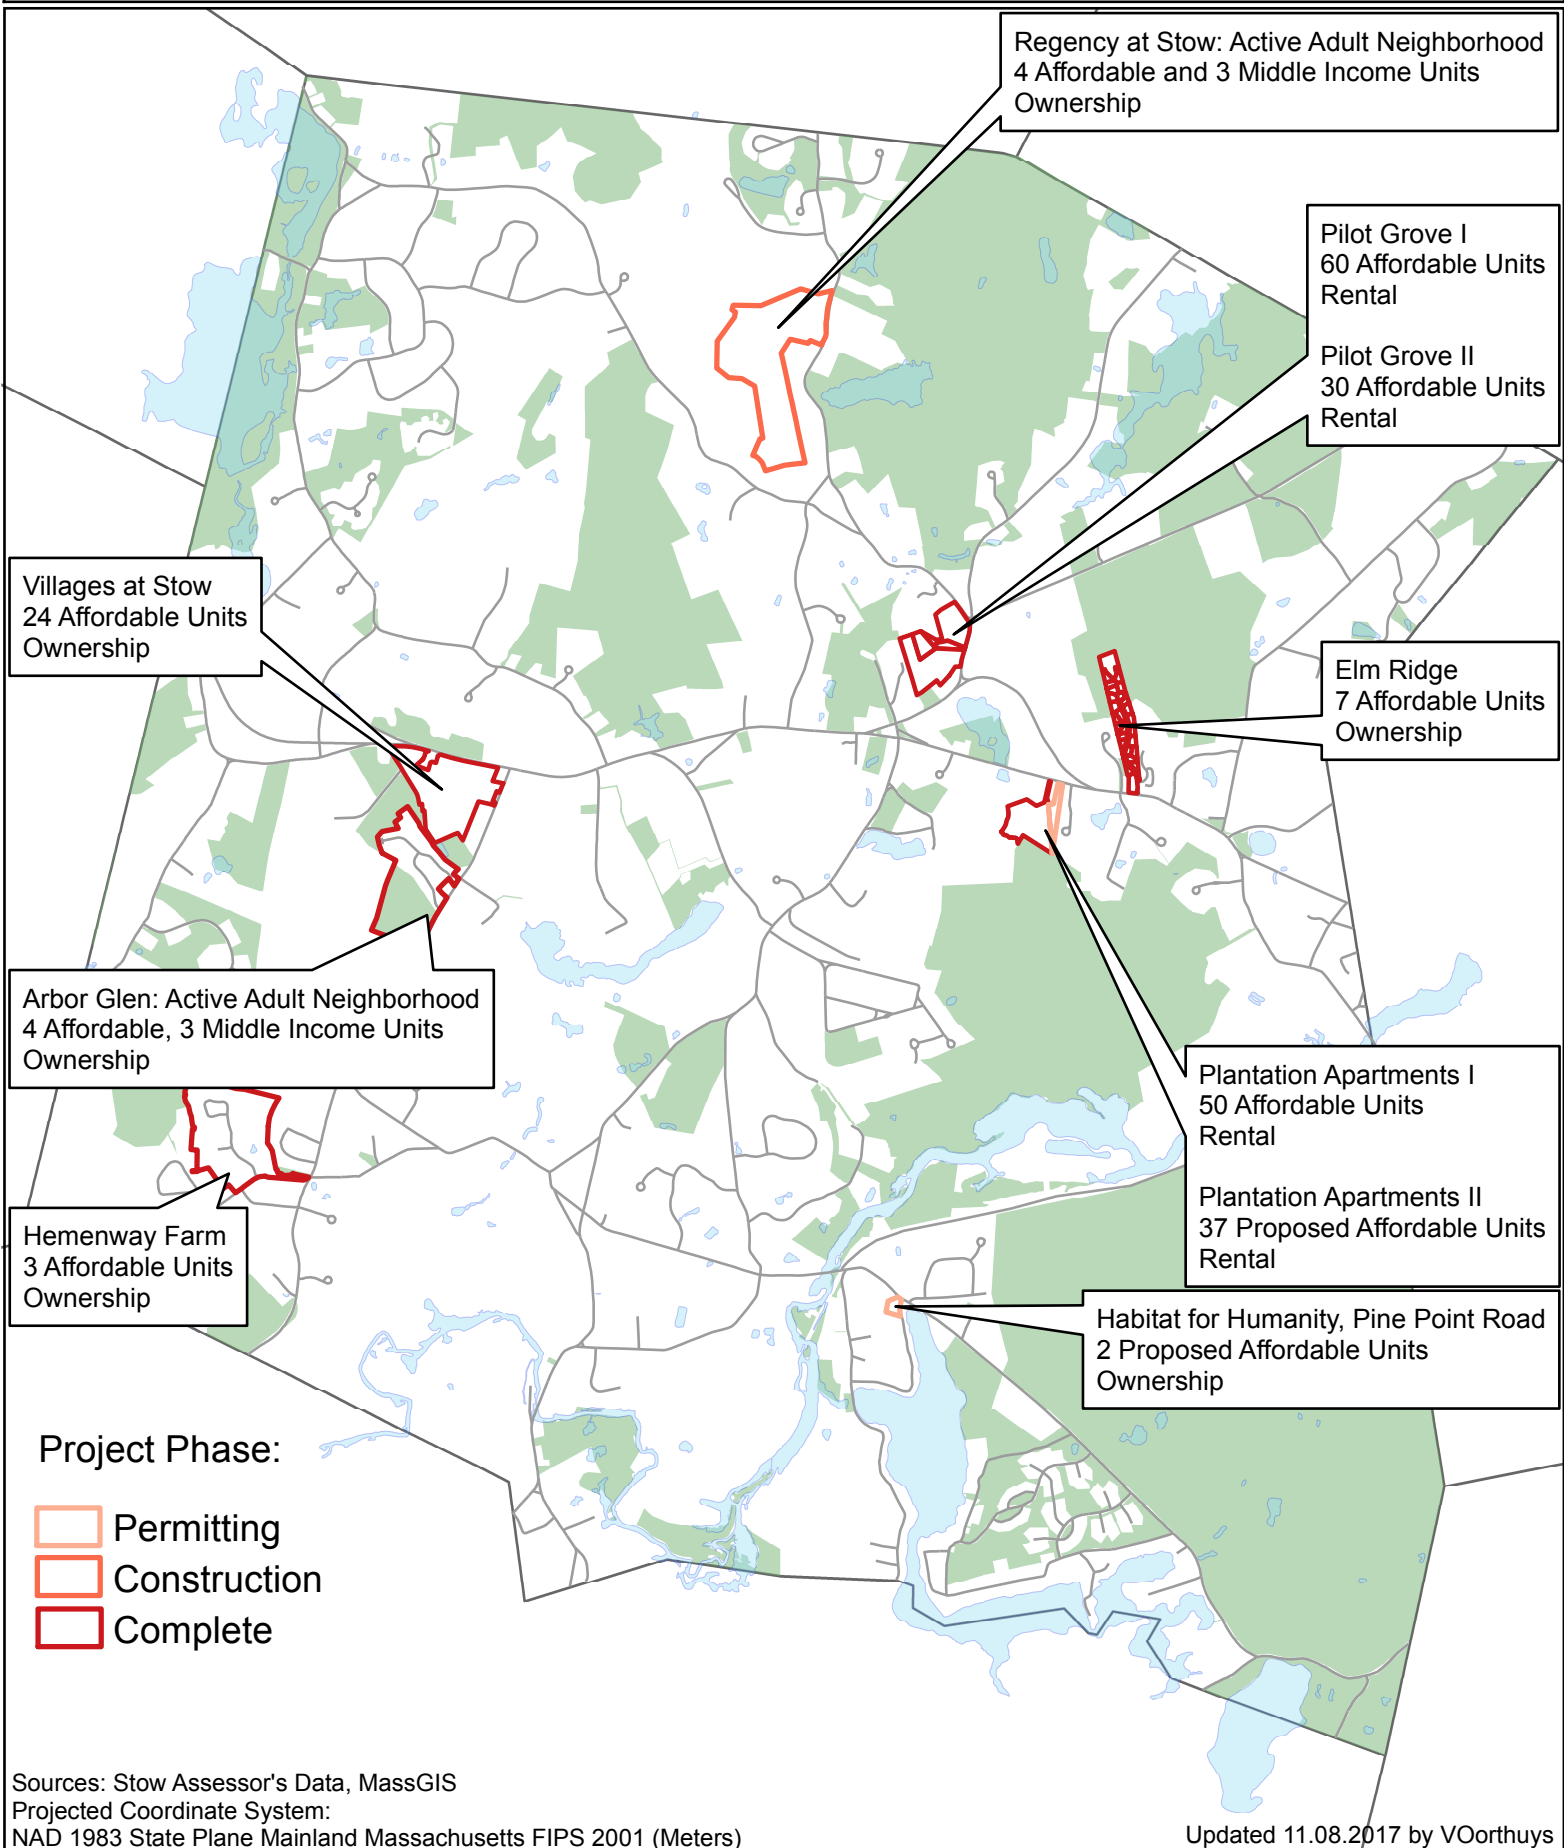 Regency at Stow: Active Adult Neighborhood
4 Affordable and 3 Middle Income Units
Ownership
Pilot Grove I
60 Affordable Units
Rental
Pilot Grove II
30 Affordable Units
Rental
Villages at Stow
24 Affordable Units
Ownership
Elm Ridge
7 Affordable Units
Ownership
Arbor Glen: Active Adult Neighborhood
4 Affordable, 3 Middle Income Units
Ownership
Plantation Apartments I
50 Affordable Units
Rental
Plantation Apartments II
37 Proposed Affordable Units
Rental
Hemenway Farm
3 Affordable Units
Ownership
Habitat for Humanity, Pine Point Road
2 Proposed Affordable Units
Ownership
Project Phase:
Permitting
Construction
Complete
Sources: Stow Assessor's Data, MassGIS
Projected Coordinate System:
NAD 1983 State Plane Mainland Massachusetts FIPS 2001 (Meters)
Updated 11.08.2017 by VOorthuys